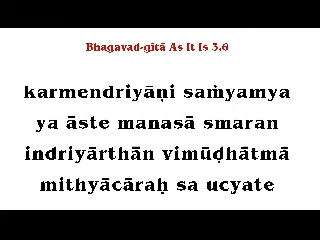 Bhagavad-gītā As It Is 3.6
karmendriyāṇi saṁyamya
ya āste manasā smaran
indriyārthān vimūḍhātmā
mithyācāraḥ sa ucyate